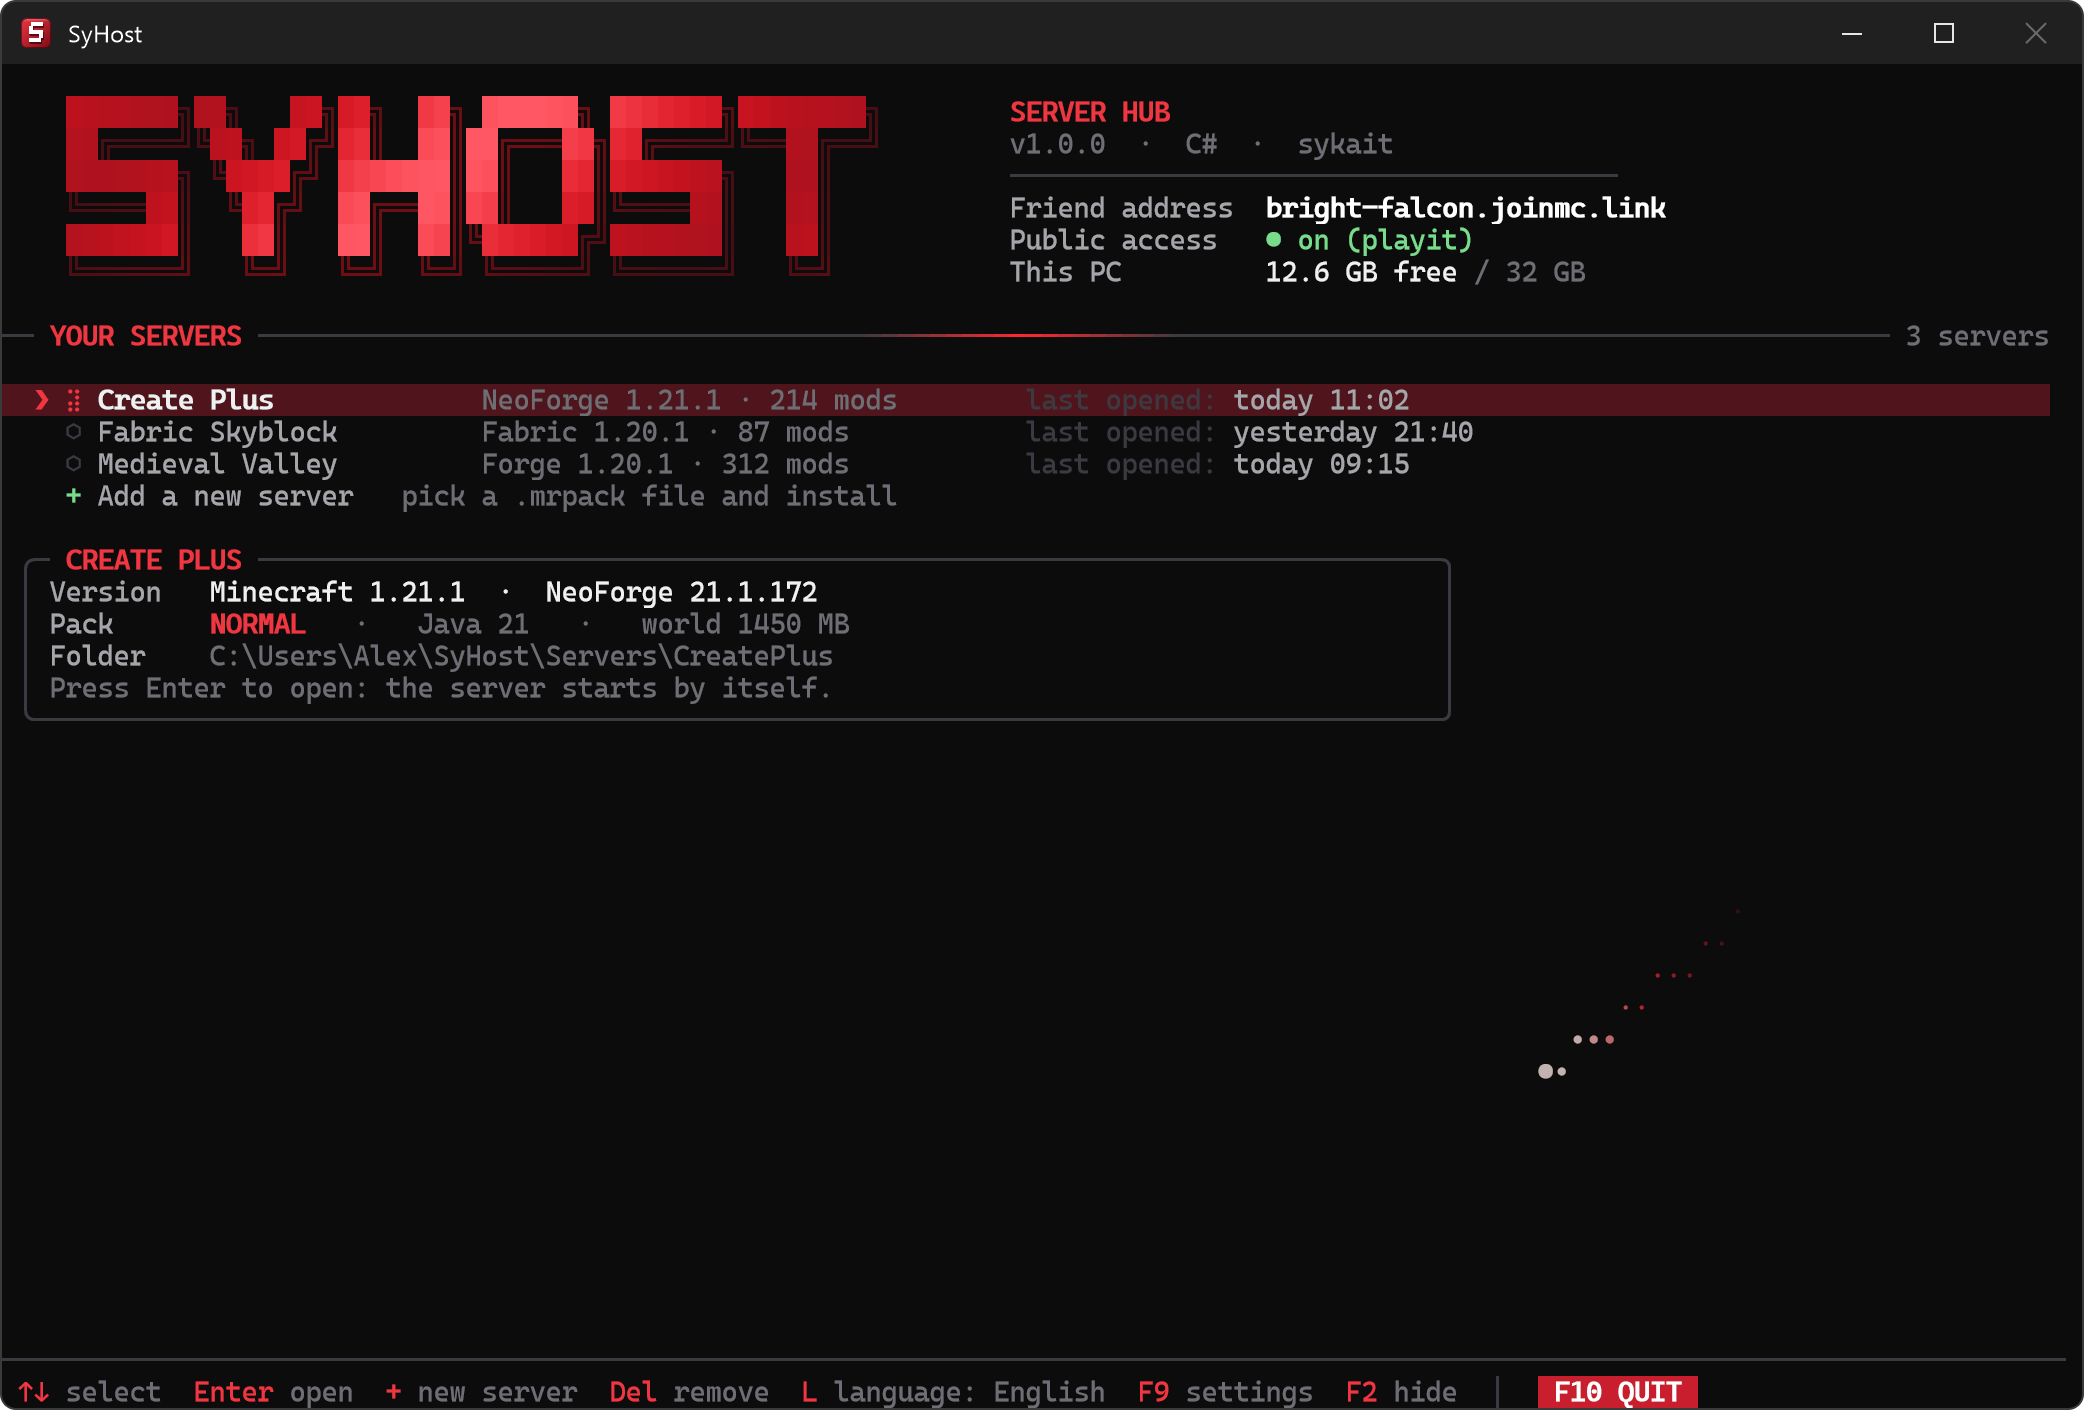 SyHost
SYHOST
SERVER HUB
v1.0.0 · C# · sykait
Friend address bright-falcon.joinmc.link
Public access ● on (playit)
This PC 12.6 GB free / 32 GB
YOUR SERVERS 3 servers
❯ Create Plus NeoForge 1.21.1 · 214 mods last opened: today 11:02
Fabric Skyblock Fabric 1.20.1 · 87 mods last opened: yesterday 21:40
Medieval Valley Forge 1.20.1 · 312 mods last opened: today 09:15
+ Add a new server pick a .mrpack file and install
CREATE PLUS
Version Minecraft 1.21.1 · NeoForge 21.1.172
Pack NORMAL · Java 21 · world 1450 MB
Folder C:\Users\Alex\SyHost\Servers\CreatePlus
Press Enter to open: the server starts by itself.
↑↓ select Enter open + new server Del remove L language: English F9 settings F2 hide | F10 QUIT